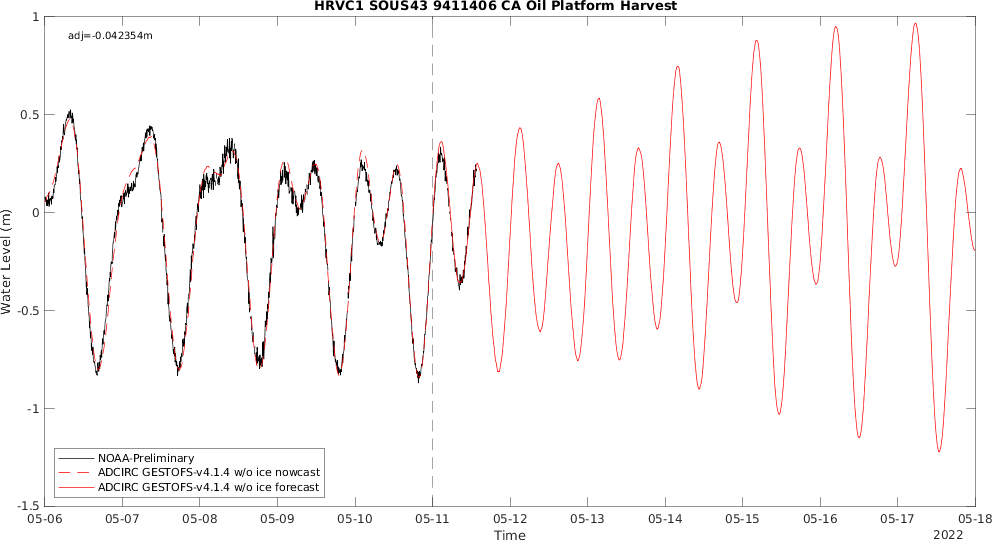 HRVC1 SOUS43 9411406 CA Oil Platform Harvest
adj=-0.042354m
1
0.5
0
-0.5
-1
-1.5
Water Level (m)
NOAA-Preliminary
ADCIRC GESTOFS-v4.1.4 w/o ice nowcast
ADCIRC GESTOFS-v4.1.4 w/o ice forecast
05-06 05-07 05-08 05-09 05-10 05-11 05-12 05-13 05-14 05-15 05-16 05-17 05-18
Time
2022